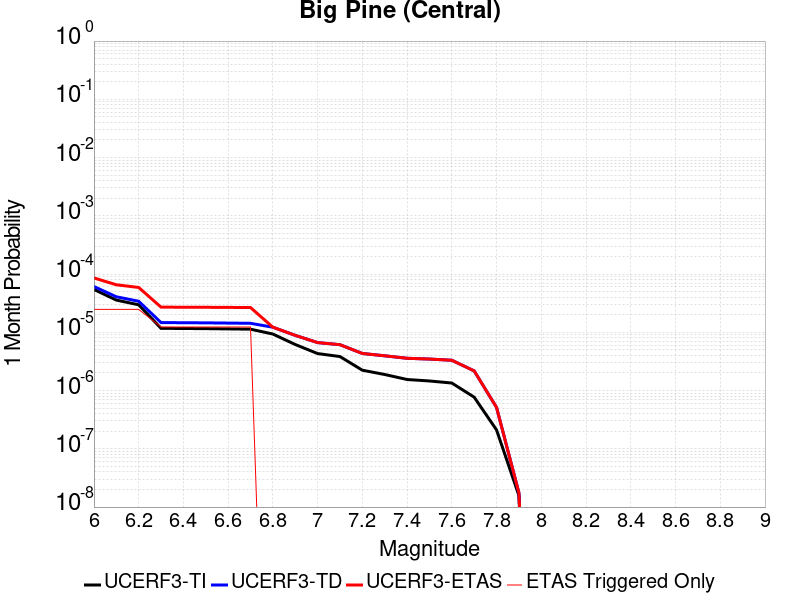 Big Pine (Central)
1 Month Probability
10^0
10^-1
10^-2
10^-3
10^-4
10^-5
10^-6
10^-7
10^-8
6 6.2 6.4 6.6 6.8 7 7.2 7.4 7.6 7.8 8 8.2 8.4 8.6 8.8 9
Magnitude
UCERF3-TI UCERF3-TD UCERF3-ETAS ETAS Triggered Only